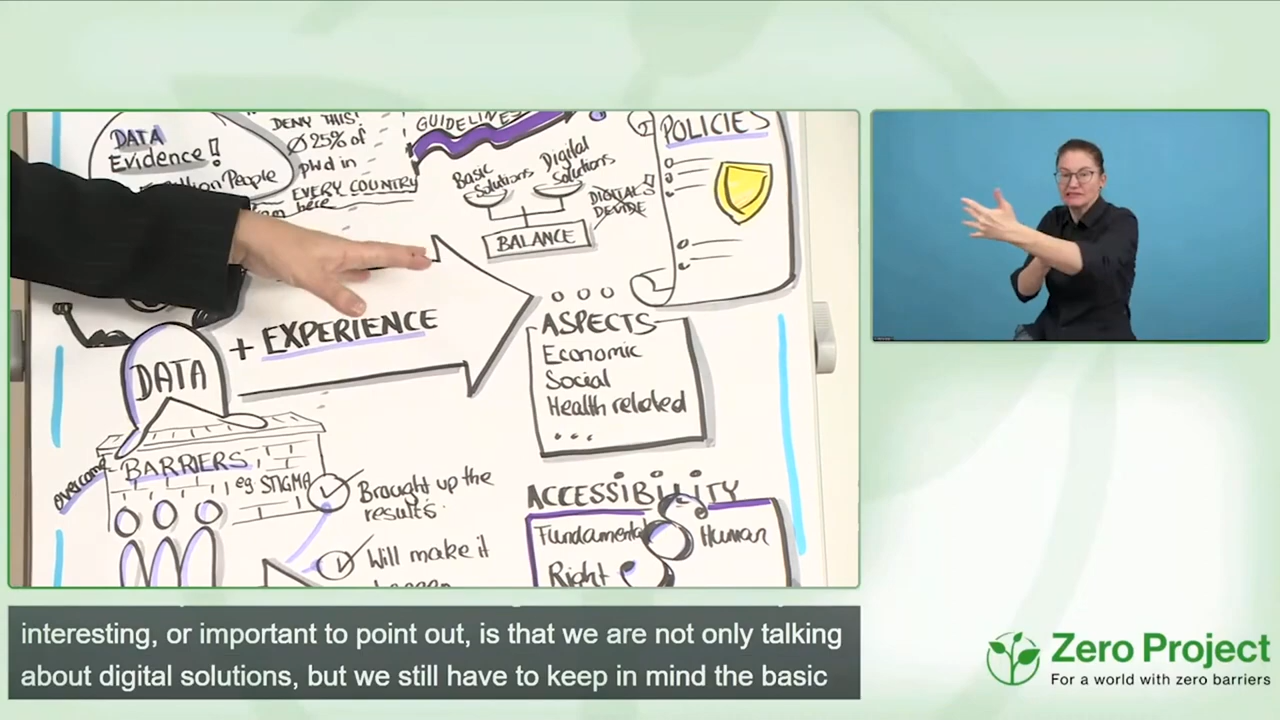 DATA
Evidence!
People
here
DENY THIS!
Ø 25% of
pwd in
EVERY COUNTRY
GUIDELINES
Basic
Solutions
Digital
Solutions
BALANCE
DIGITAL
DEVIDE
POLICIES
DATA
+ EXPERIENCE
ASPECTS
Economic
Social
Health related
...
overcome
BARRIERS
eg STIGMA
Brought up the
results
Will make it
ACCESSIBILITY
Fundamental Human
Right
interesting, or important to point out, is that we are not only talking
about digital solutions, but we still have to keep in mind the basic
Zero Project
For a world with zero barriers